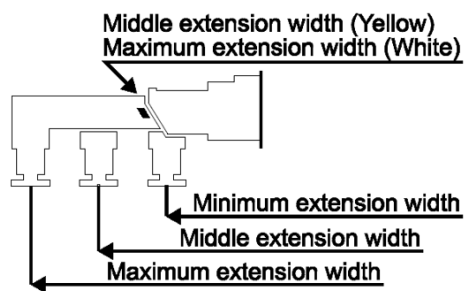 Middle extension width (Yellow)
Maximum extension width (White)
Minimum extension width
Middle extension width
Maximum extension width